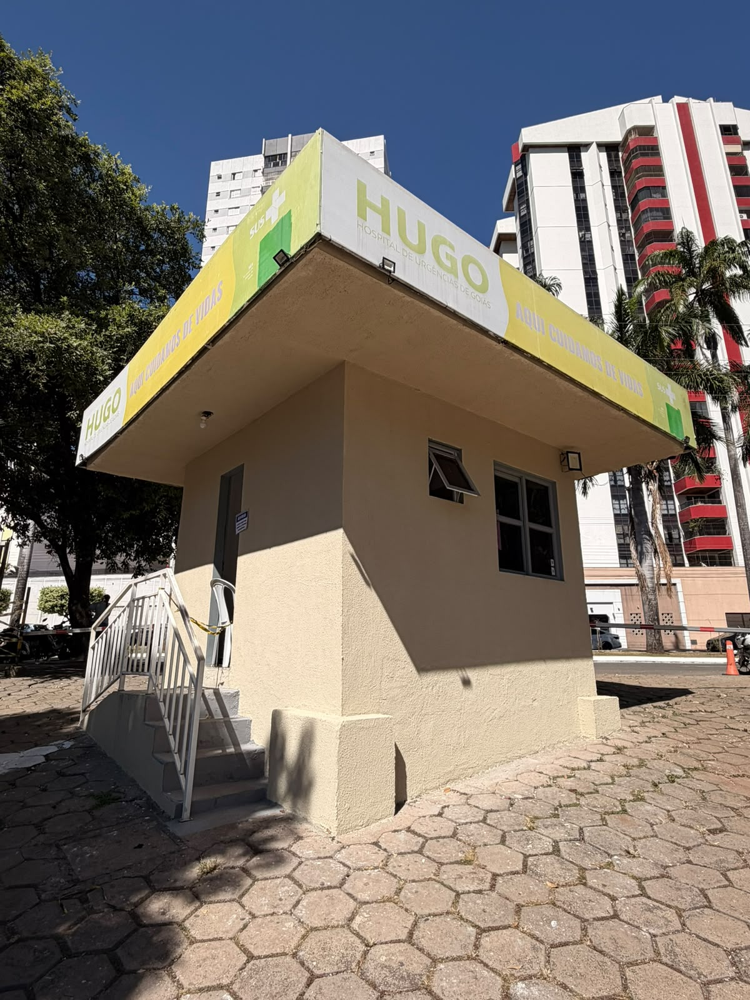 HUGO
HOSPITAL DE URGÊNCIAS DE GOIÁS
AQUI CUIDAMOS DE VIDAS
SUS
HUGO
AQUI CUIDAMOS DE VIDAS
SUS